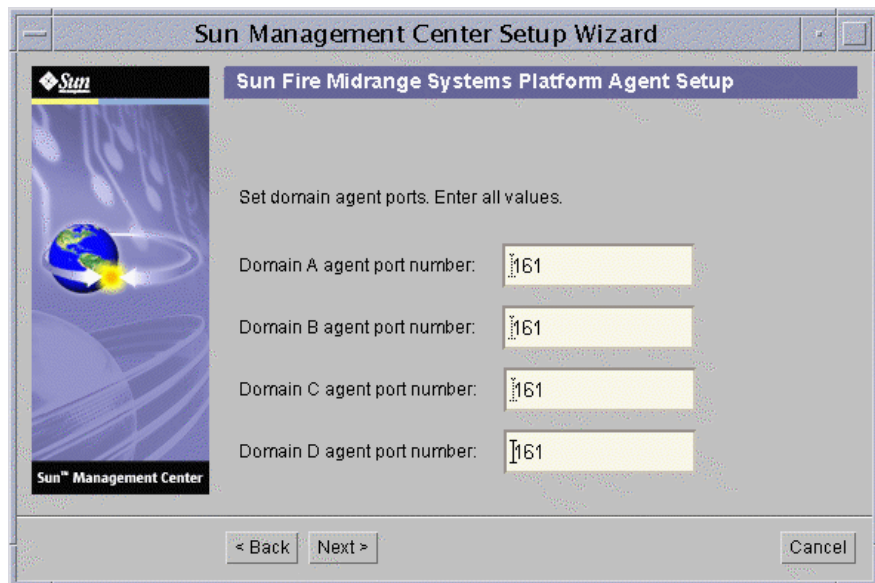 Sun Management Center Setup Wizard
Sun
Sun Fire Midrange Systems Platform Agent Setup
Set domain agent ports. Enter all values.
Domain A agent port number: 161
Domain B agent port number: 161
Domain C agent port number: 161
Domain D agent port number: 161
Sun™ Management Center
< Back Next > Cancel